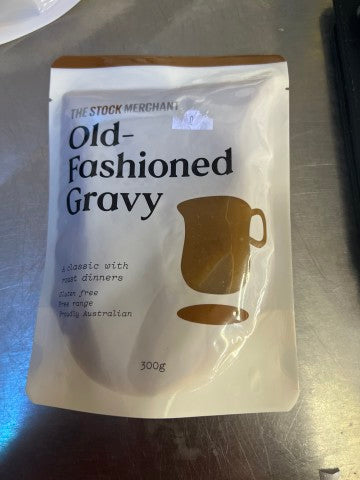 THE STOCK MERCHANT
Old-
Fashioned
Gravy
A classic with
roast dinners
Gluten free
Free range
Proudly Australian
300g